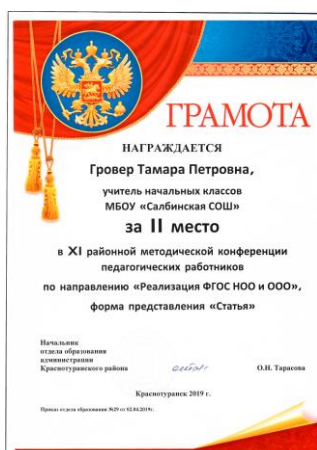 ГРАМОТА
НАГРАЖДАЕТСЯ
Гровер Тамара Петровна,
учитель начальных классов
МБОУ «Салбинская СОШ»
за II место
в XI районной методической конференции
педагогических работников
по направлению «Реализация ФГОС НОО и ООО»,
форма представления «Статья»
Начальник
отдела образования
администрации
Краснотуранского района
О.Н. Тарасова
Краснотуранск 2019 г.
Приказ отдела образования №29 от 02.04.2019г.